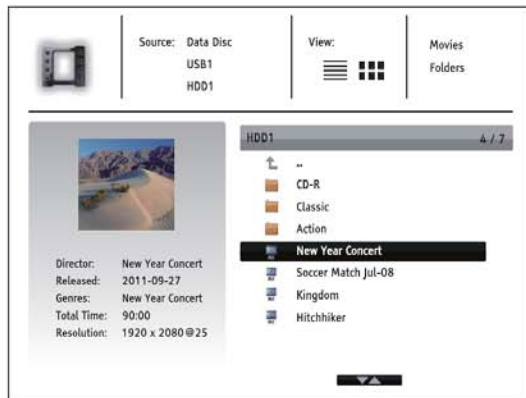 Source: Data Disc
USB1
HDD1
View:
Movies
Folders
HDD1 4 / 7
..
CD-R
Classic
Action
New Year Concert
Soccer Match Jul-08
Kingdom
Hitchhiker
Director: New Year Concert
Released: 2011-09-27
Genres: New Year Concert
Total Time: 90:00
Resolution: 1920 x 2080@25